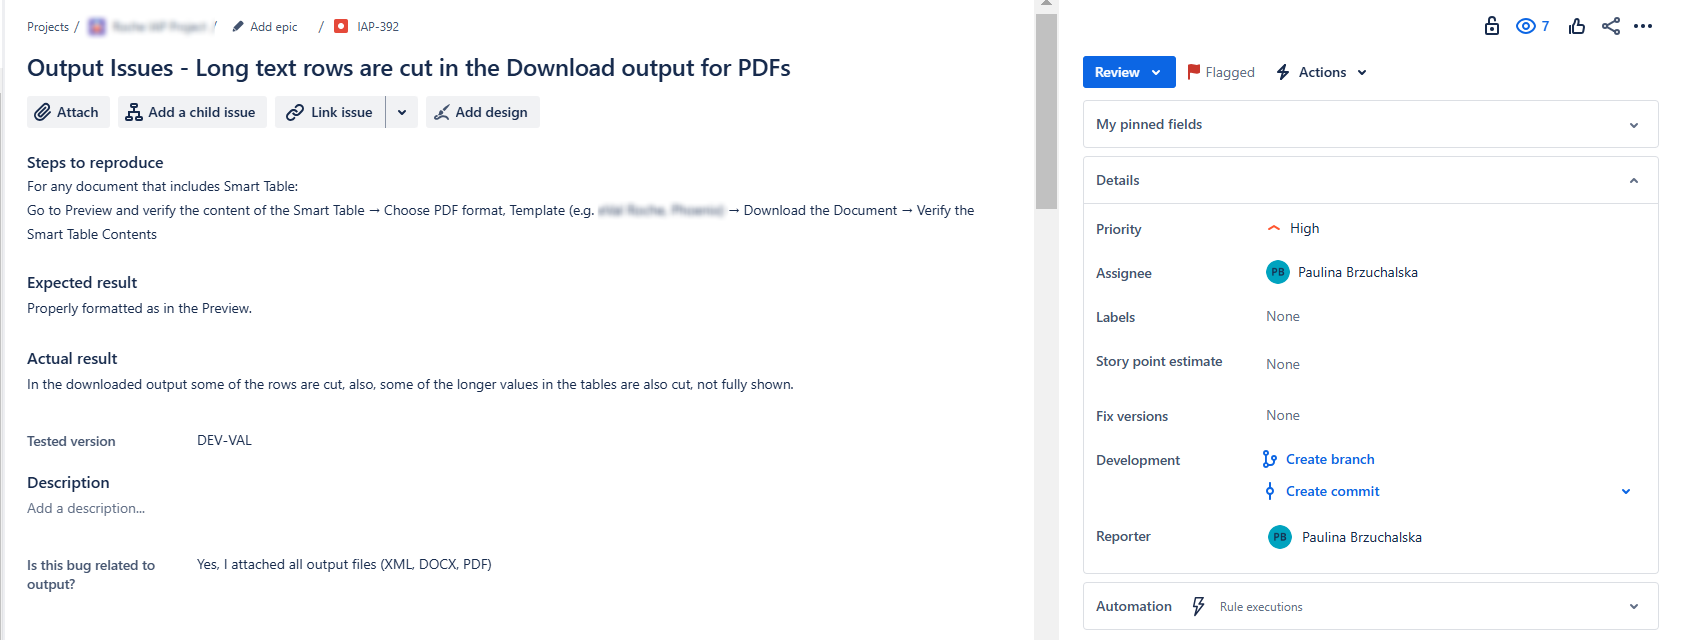 Projects / / Add epic / IAP-392
Output Issues - Long text rows are cut in the Download output for PDFs
Attach Add a child issue Link issue Add design
Steps to reproduce
For any document that includes Smart Table:
Go to Preview and verify the content of the Smart Table → Choose PDF format, Template (e.g. → Download the Document → Verify the
Smart Table Contents
Expected result
Properly formatted as in the Preview.
Actual result
In the downloaded output some of the rows are cut, also, some of the longer values in the tables are also cut, not fully shown.
Tested version DEV-VAL
Description
Add a description...
Is this bug related to Yes, I attached all output files (XML, DOCX, PDF)
output?
7
Review Flagged Actions
My pinned fields
Details
Priority High
Assignee PB Paulina Brzuchalska
Labels None
Story point estimate None
Fix versions None
Development Create branch
Create commit
Reporter PB Paulina Brzuchalska
Automation Rule executions